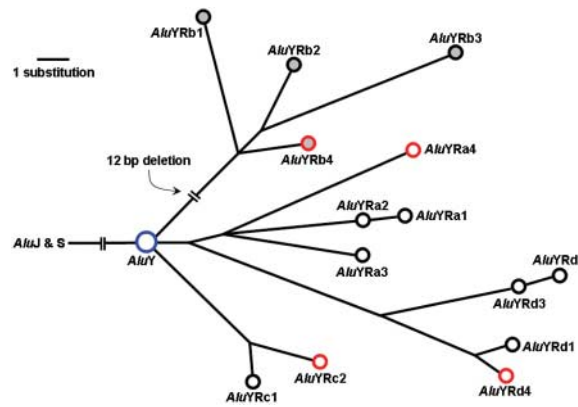 AluYRb1
AluYRb2
AluYRb3
1 substitution
AluYRb4
AluYRa4
12 bp deletion
AluYRa2
AluYRa1
AluJ & S
AluY
AluYRa3
AluYRd
AluYRd3
AluYRd1
AluYRc2
AluYRd4
AluYRc1